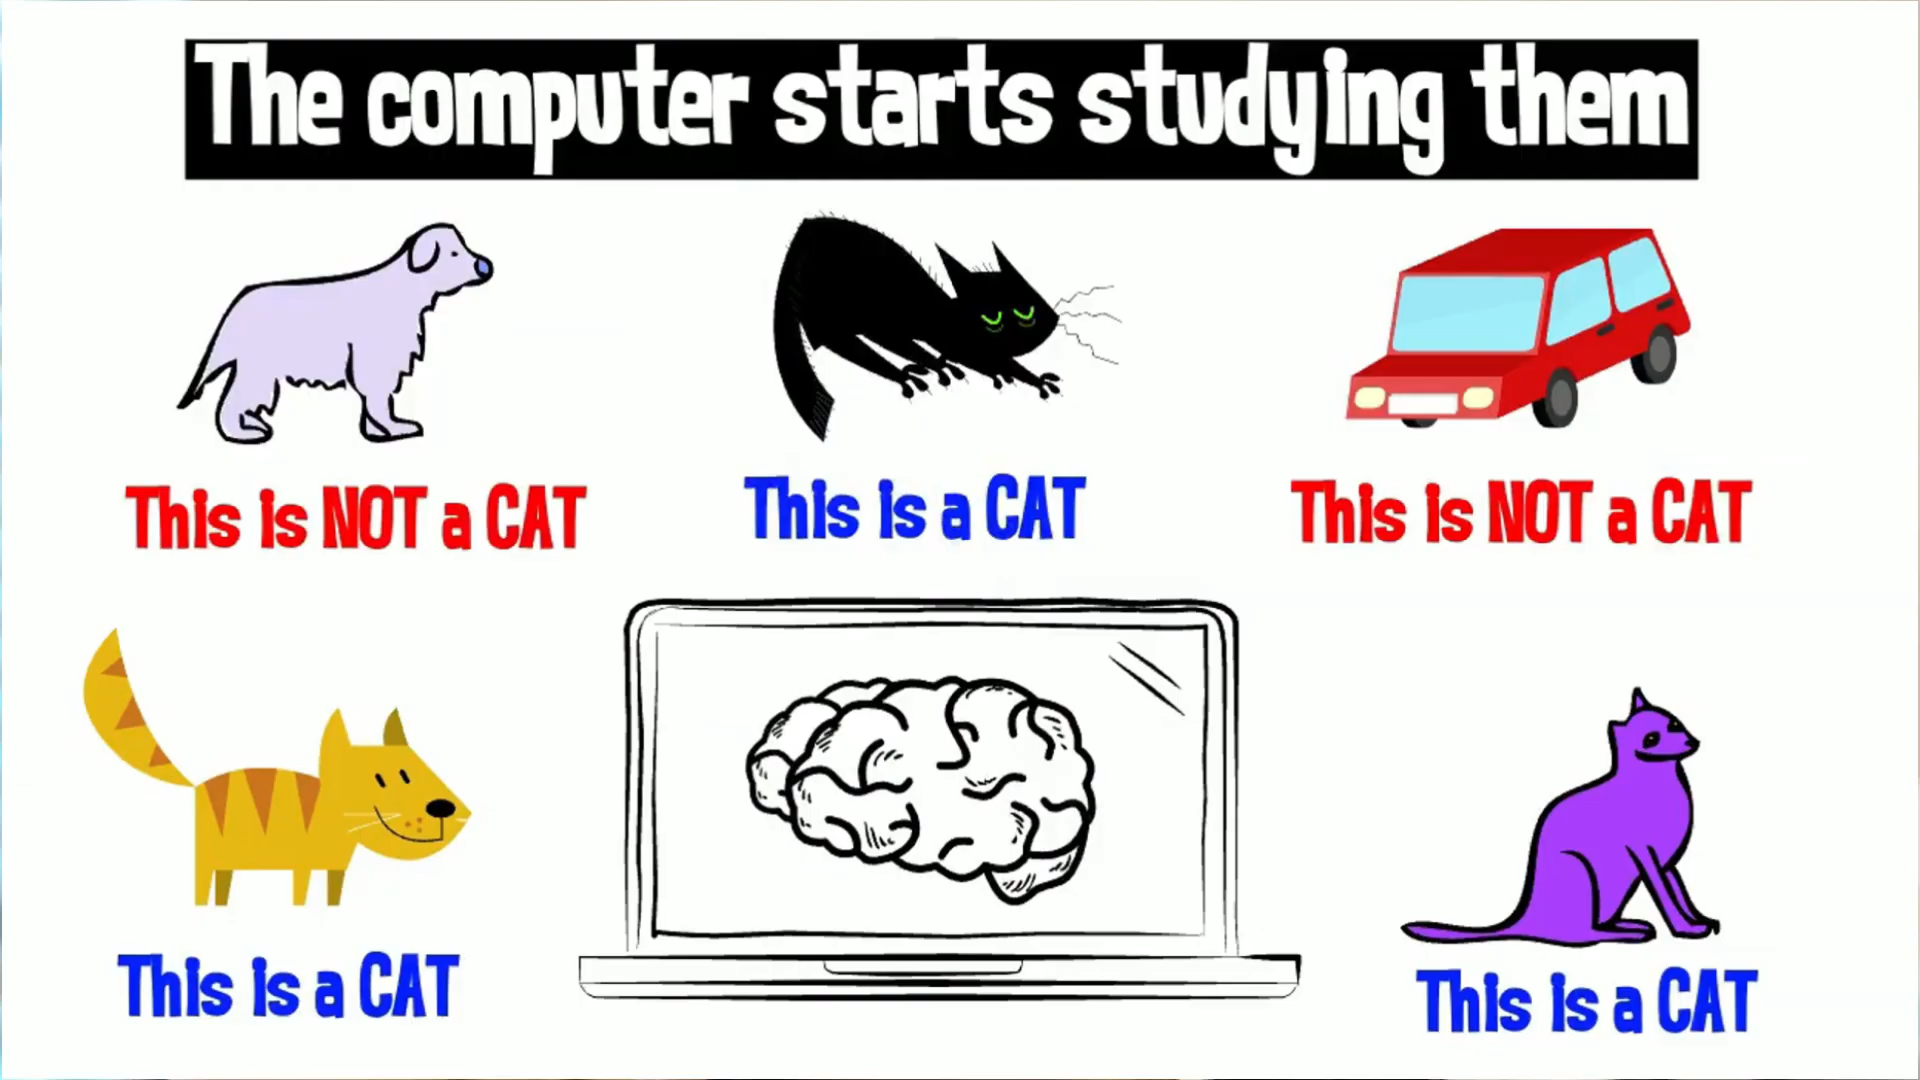 The computer starts studying them
This is NOT a CAT
This is a CAT
This is NOT a CAT
This is a CAT
This is a CAT